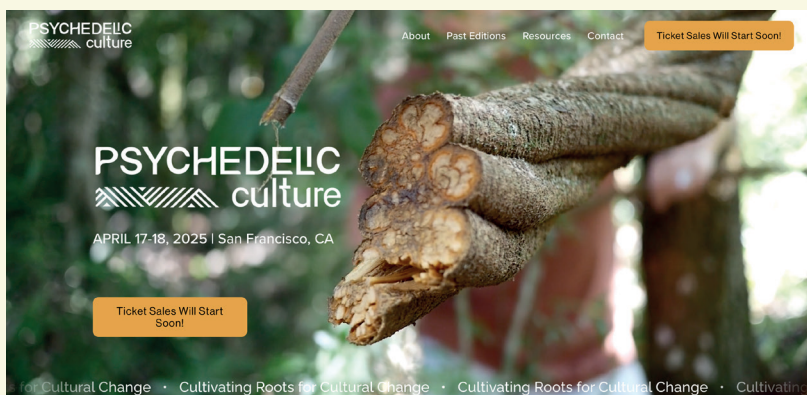 PSYCHEDELIC
culture
About Past Editions Resources Contact Ticket Sales Will Start Soon!
PSYCHEDELIC
culture
APRIL 17-18, 2025 | San Francisco, CA
Ticket Sales Will Start
Soon!
s for Cultural Change • Cultivating Roots for Cultural Change • Cultivating Roots for Cultural Change • Cultivating